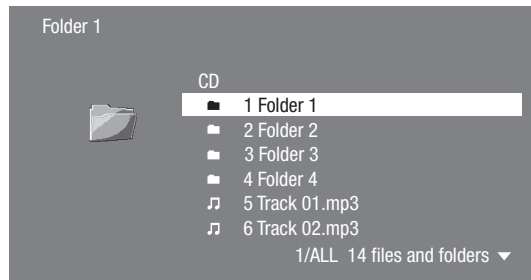 Folder 1
CD
1 Folder 1
2 Folder 2
3 Folder 3
4 Folder 4
5 Track 01.mp3
6 Track 02.mp3
1/ALL 14 files and folders